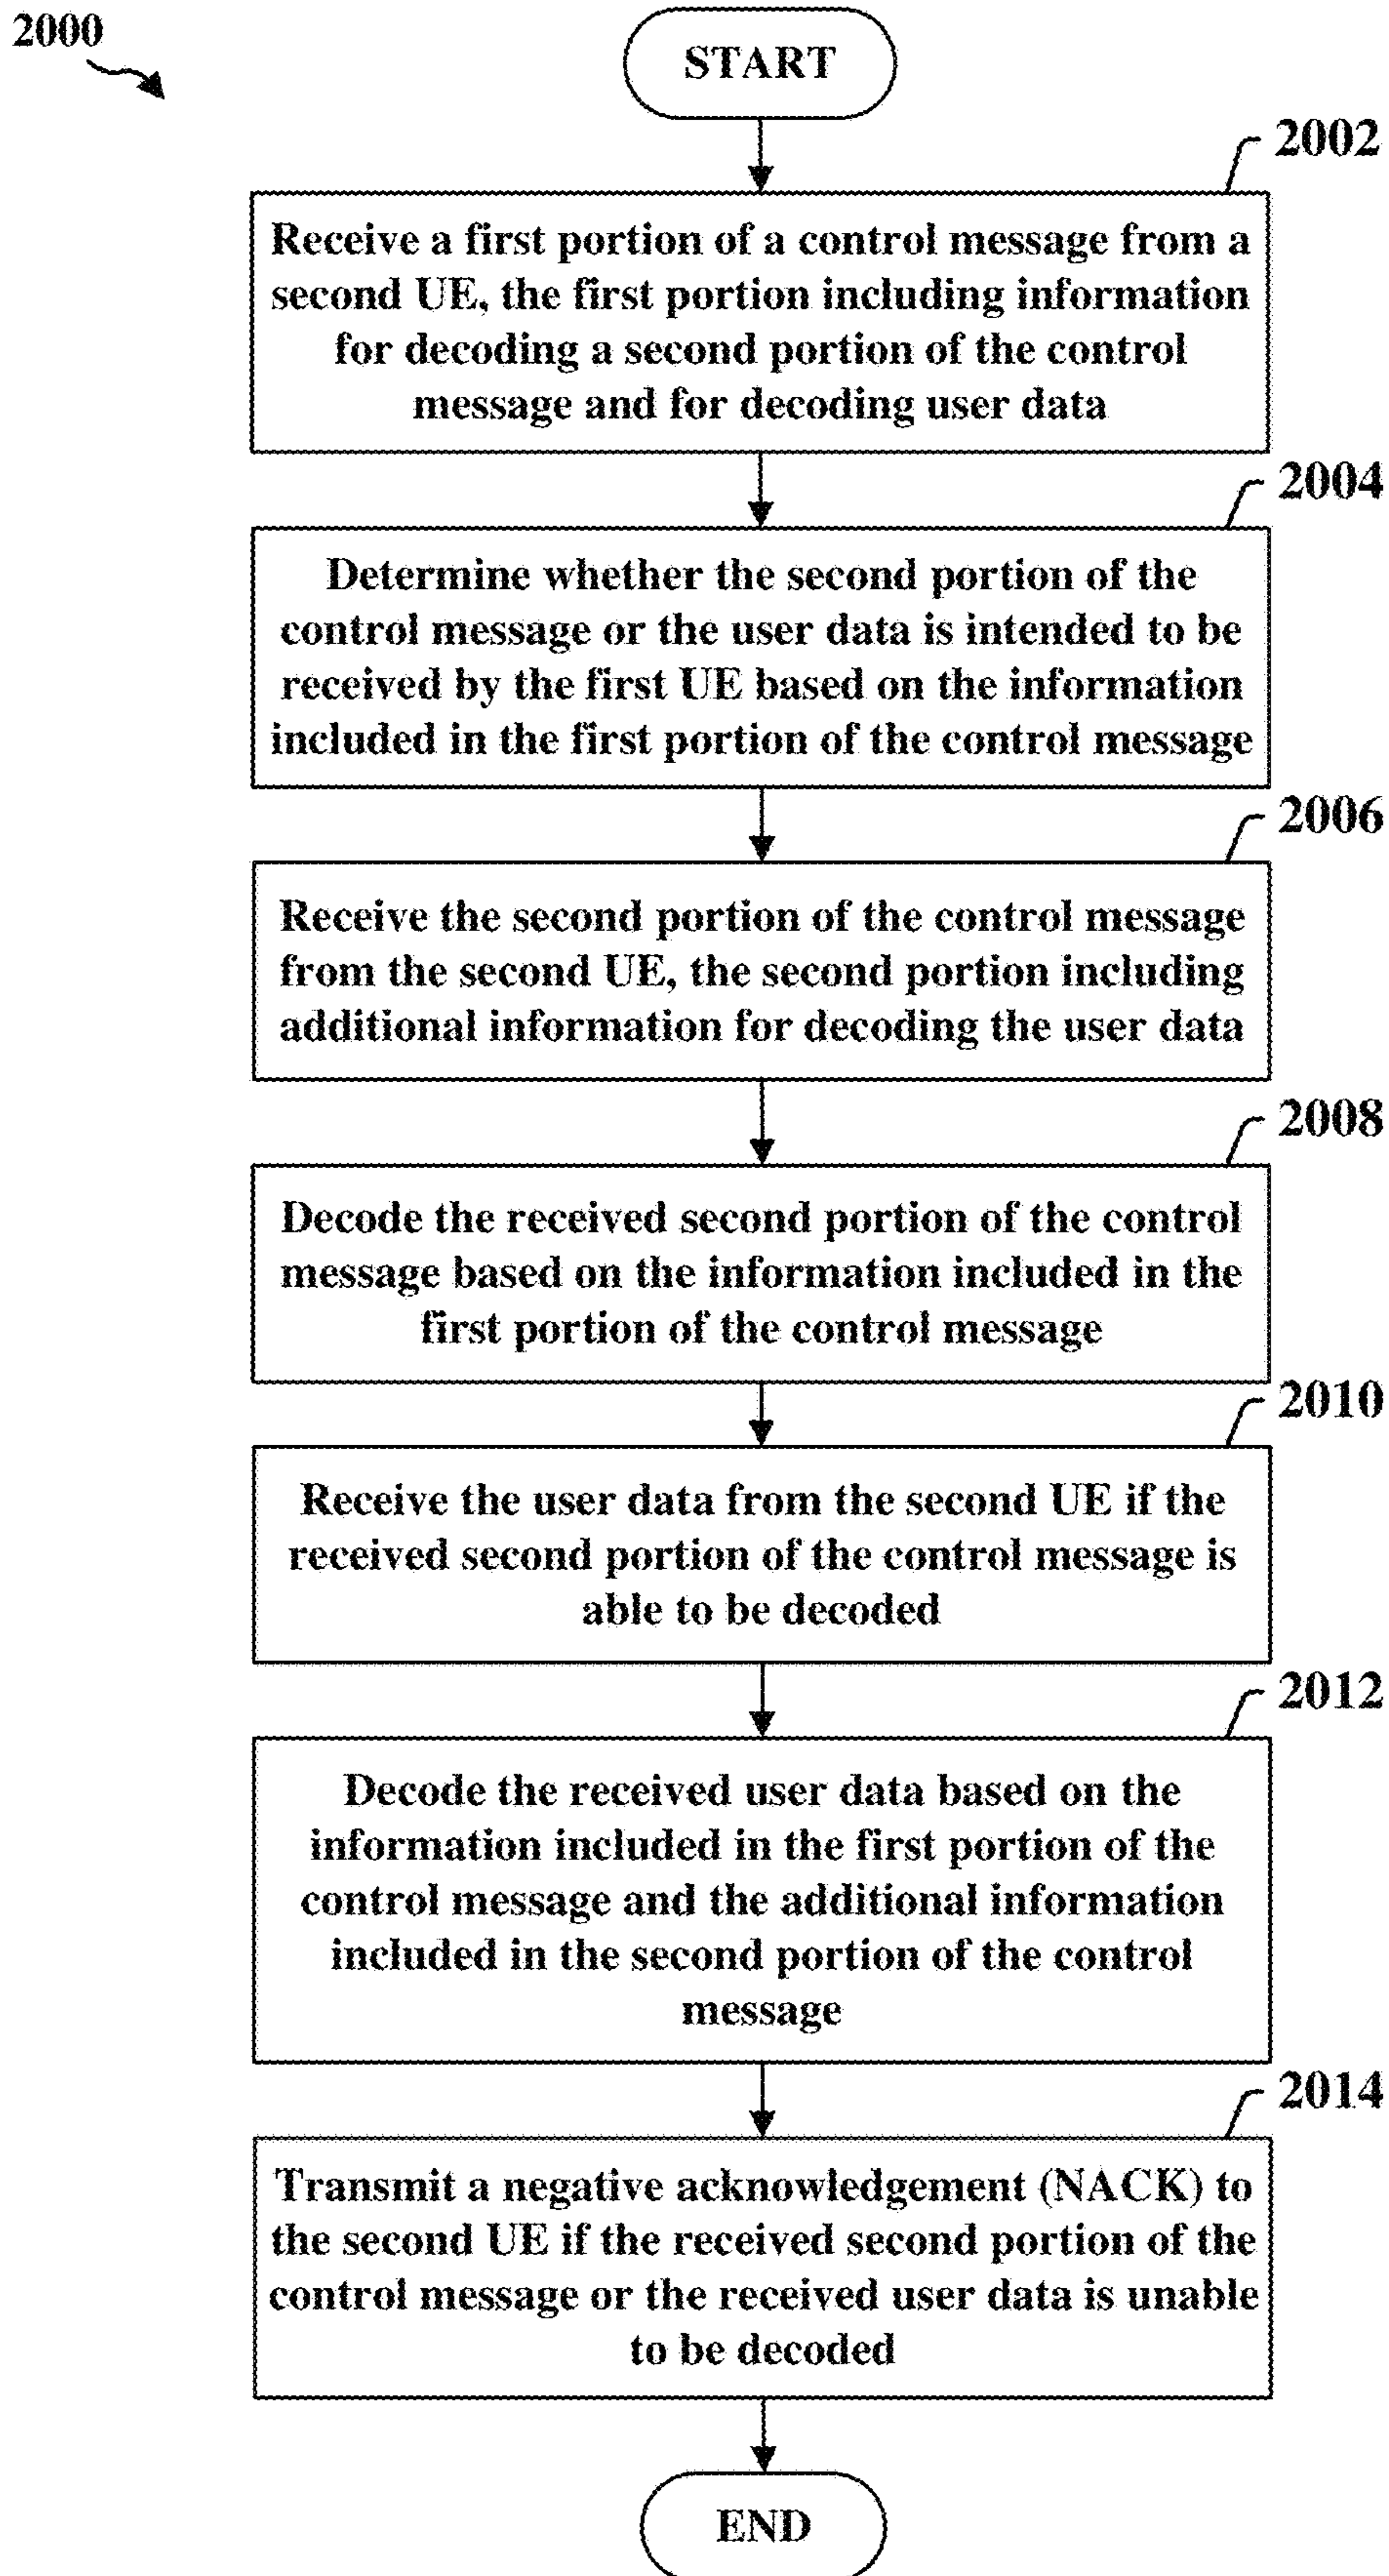 2000
START
2002
Receive a first portion of a control message from a
second UE, the first portion including information
for decoding a second portion of the control
message and for decoding user data
2004
Determine whether the second portion of the
control message or the user data is intended to be
received by the first UE based on the information
included in the first portion of the control message
2006
Receive the second portion of the control message
from the second UE, the second portion including
additional information for decoding the user data
2008
Decode the received second portion of the control
message based on the information included in the
first portion of the control message
2010
Receive the user data from the second UE if the
received second portion of the control message is
able to be decoded
2012
Decode the received user data based on the
information included in the first portion of the
control message and the additional information
included in the second portion of the control
message
2014
Transmit a negative acknowledgement (NACK) to
the second UE if the received second portion of the
control message or the received user data is unable
to be decoded
END